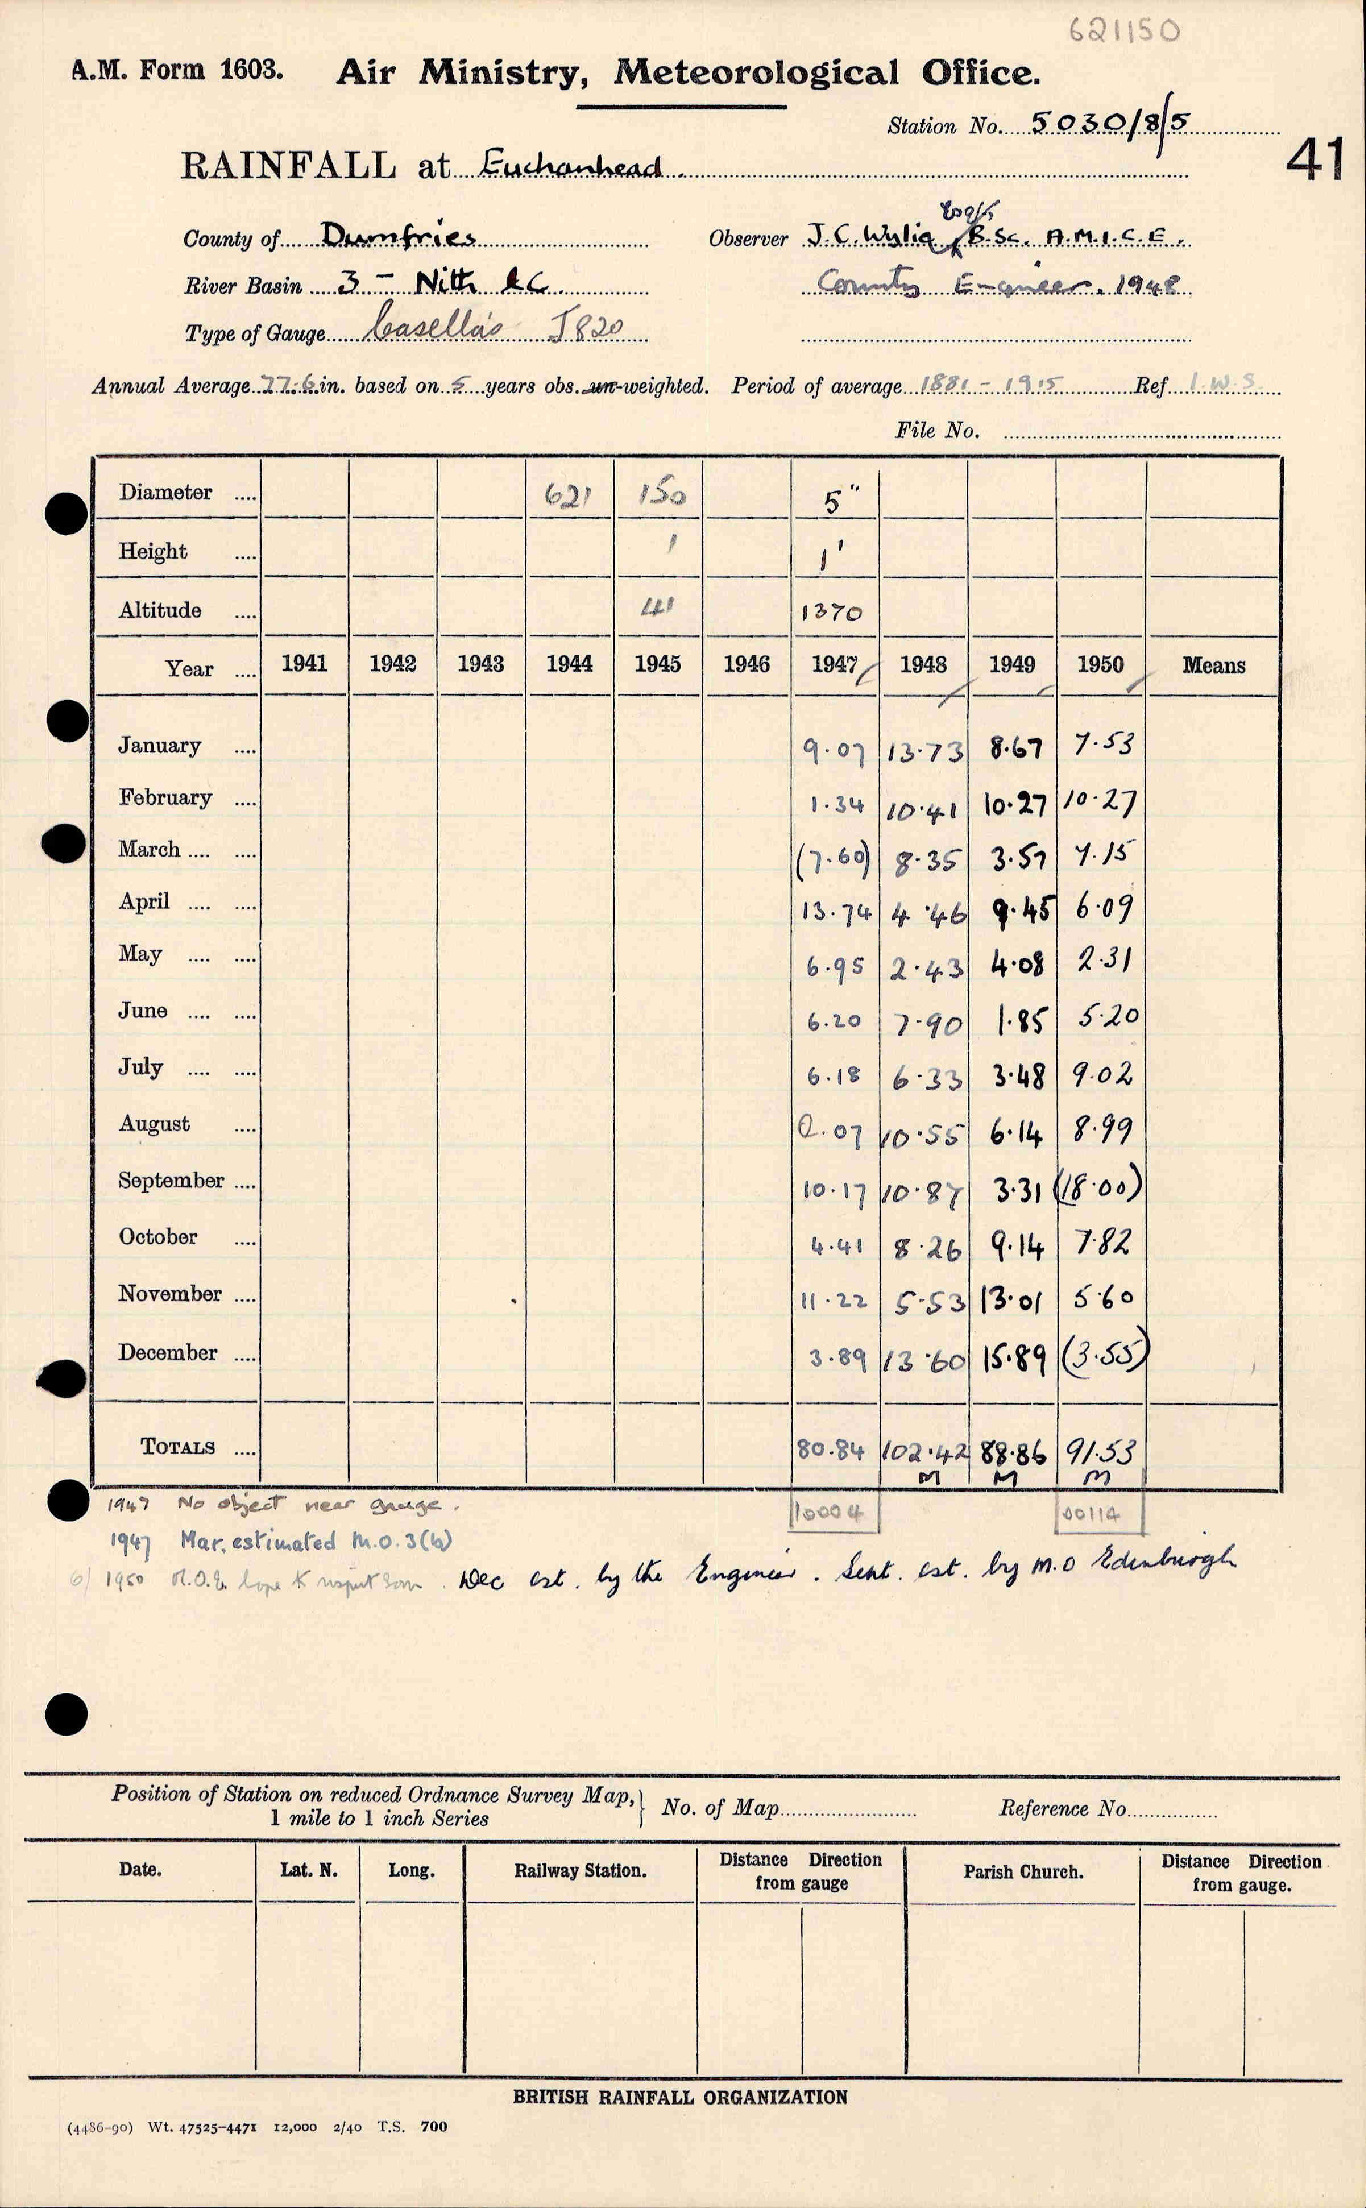 621150
A.M. Form 1603. Air Ministry, Meteorological Office.
Station No. 5030/8/5
41
RAINFALL at Euchanhead.
County of Dumfries Observer J.C. Wylie Esq., B.Sc. A.M.I.C.E.
River Basin 3 - Nith &C. County Engineer. 1948
Type of Gauge Casella's J820
Annual Average 77.6 in. based on 5 years obs. un-weighted. Period of average 1881 - 1915 Ref I.W.S.
File No.
Diameter .... 621 150 5"
Height .... 1 1'
Altitude .... 41 1370
Year .... 1941 1942 1943 1944 1945 1946 1947 1948 1949 1950 Means
January .... 9.07 13.73 8.67 7.53
February .... 1.34 10.41 10.27 10.27
March .... .... (7.60) 8.35 3.57 7.15
April .... .... 13.74 4.46 9.45 6.09
May .... .... 6.95 2.43 4.08 2.31
June .... .... 6.20 7.90 1.85 5.20
July .... .... 6.18 6.33 3.48 9.02
August .... 0.07 10.55 6.14 8.99
September .... 10.17 10.87 3.31 (18.00)
October .... 4.41 8.26 9.14 7.82
November .... 11.22 5.53 13.01 5.60
December .... 3.89 13.60 15.89 (3.55)
TOTALS .... 80.84 102.42 88.86 91.53
M M M
1947 No object near gauge. 10004 00114
1947 Mar. estimated M.O.3(b)
6/ 1950 M.O.E. hope to inspect soon. Dec est. by the Engineer. Sept. est. by M.O Edinburgh
Position of Station on reduced Ordnance Survey Map, 1 mile to 1 inch Series } No. of Map Reference No.
Date. Lat. N. Long. Railway Station. Distance Direction from gauge Parish Church. Distance Direction from gauge.
BRITISH RAINFALL ORGANIZATION
(4486-90) Wt. 47525-4471 12,000 2/40 T.S. 700